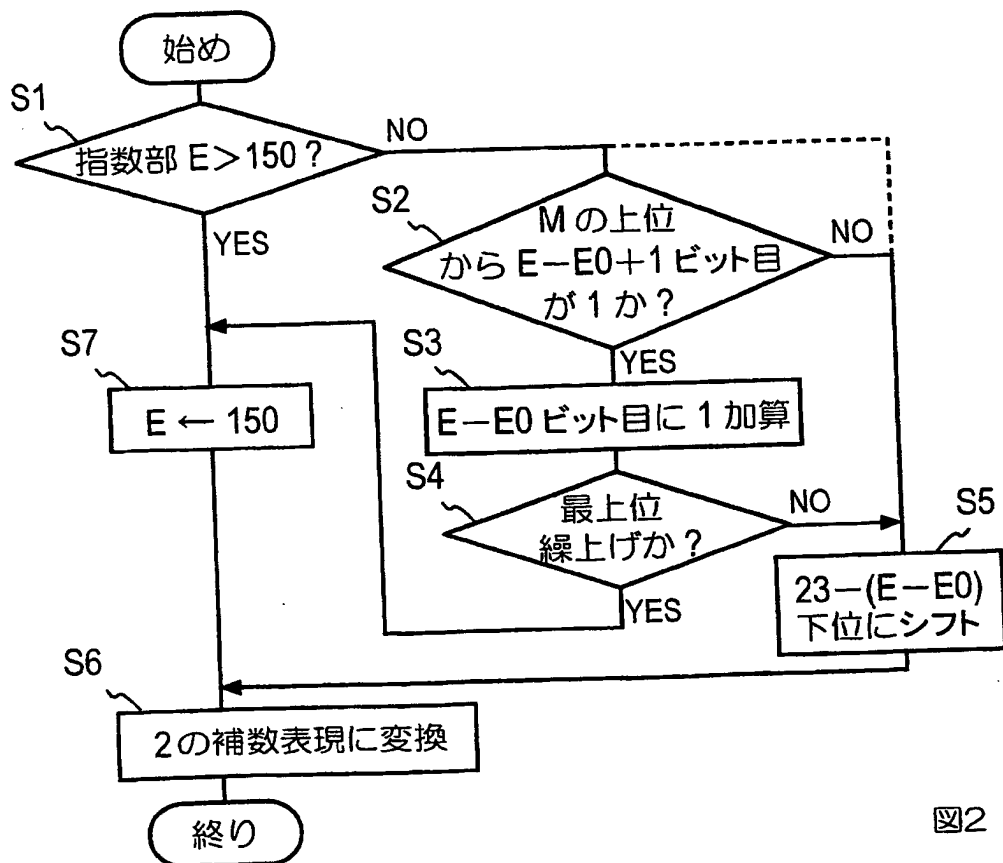 始め
S1
指数部 E＞150？
NO
YES
S2
Mの上位
からE－E0＋1ビット目
が1か？
NO
YES
S3
E－E0ビット目に1加算
S7
E ← 150
S4
最上位
繰上げか？
NO
YES
S5
23－(E－E0)
下位にシフト
S6
2の補数表現に変換
終り
図2